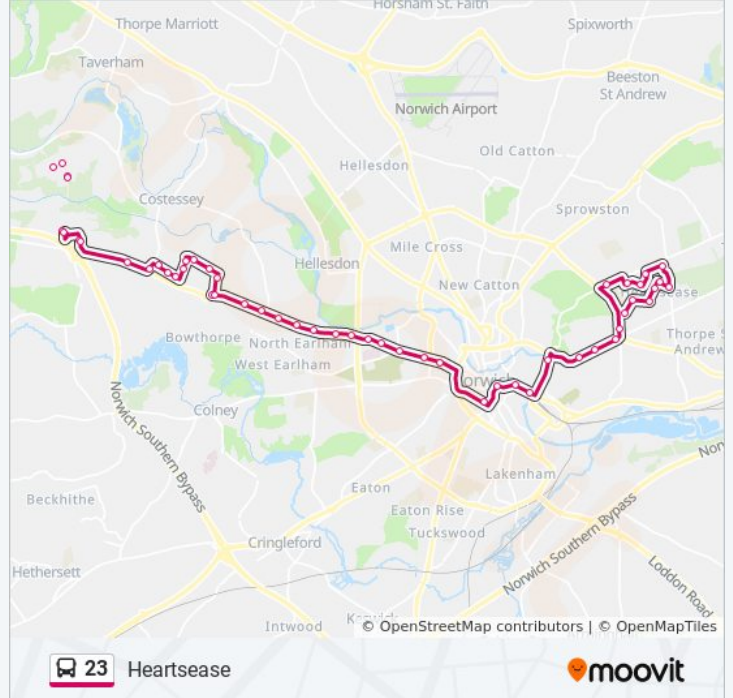 Horsham St. Faith
Thorpe Marriott
Spixworth
Taverham
Beeston
St Andrew
Norwich Airport
Old Catton
Hellesdon
Costessey
Sprowston
Mile Cross
Hellesdon
New Catton
Bowthorpe
North Earlham
Thorpe S
Andrew
West Earlham
Norwich
Colney
Norwich Southern Bypass
Lakenham
Eaton
Beckhithe
Eaton Rise
Tuckswood
Cringleford
Norwich Southern Bypass
Hethersett
Loddon Road
Intwood
© OpenStreetMap contributors | © OpenMapTiles
23 Heartsease
moovit